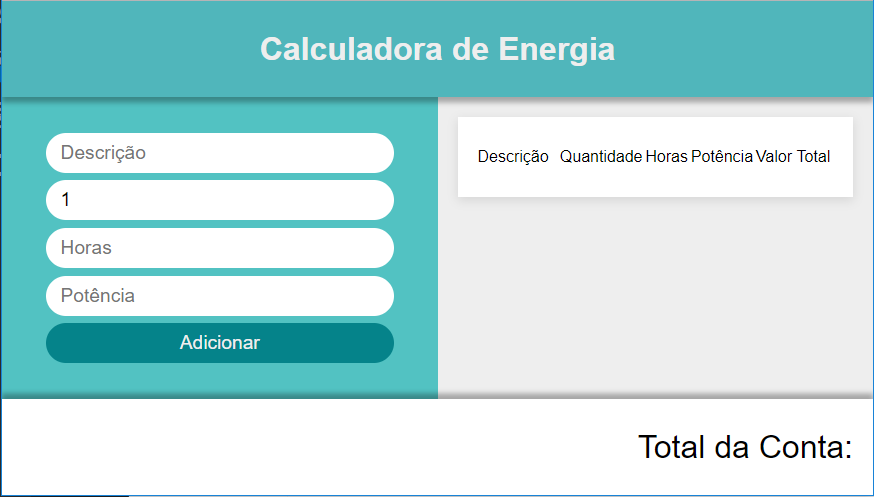 Calculadora de Energia
Descrição
1
Horas
Potência
Adicionar
Descrição Quantidade Horas Potência Valor Total
Total da Conta: